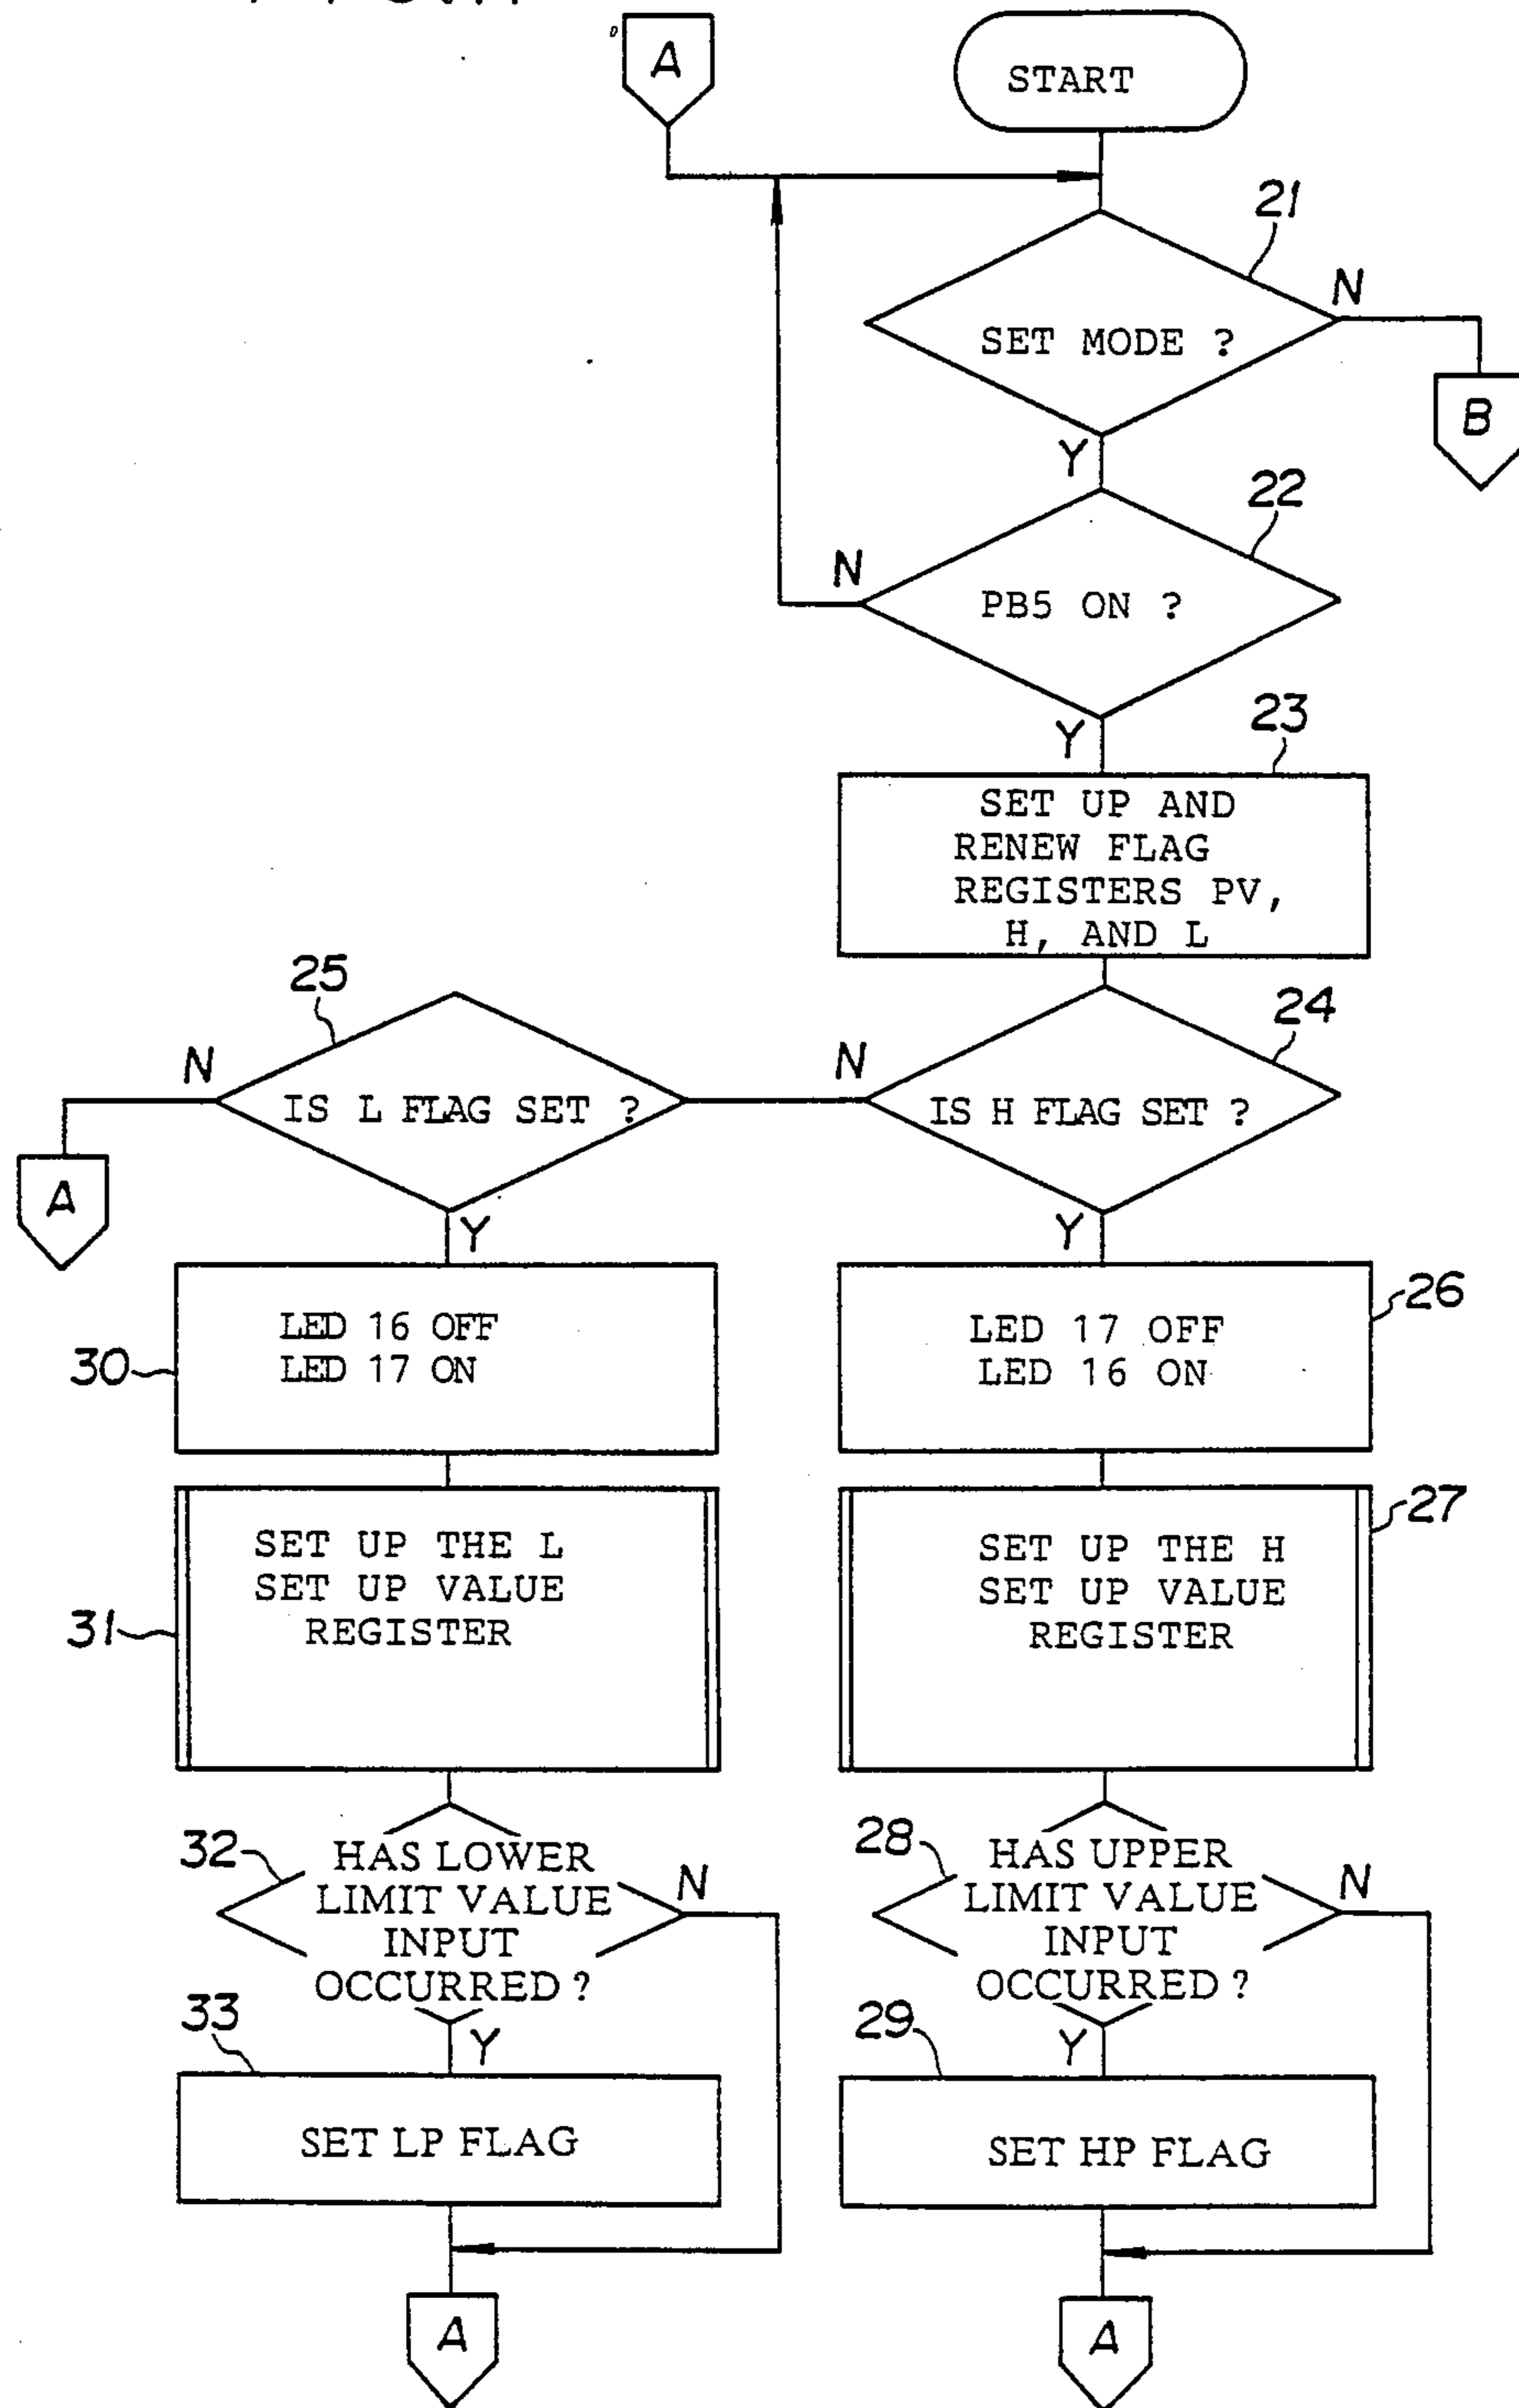 A
START
21
N
SET MODE ?
B
Y
22
N
PB5 ON ?
23
Y
SET UP AND
RENEW FLAG
REGISTERS PV,
H, AND L
25
24
N
N
IS L FLAG SET ?
IS H FLAG SET ?
A
Y
Y
26
LED 16 OFF
LED 17 ON
30
LED 17 OFF
LED 16 ON
27
SET UP THE L
SET UP VALUE
REGISTER
31
SET UP THE H
SET UP VALUE
REGISTER
32
HAS LOWER
LIMIT VALUE
INPUT
OCCURRED ?
N
28
HAS UPPER
LIMIT VALUE
INPUT
OCCURRED ?
N
33
Y
29
Y
SET LP FLAG
SET HP FLAG
A
A